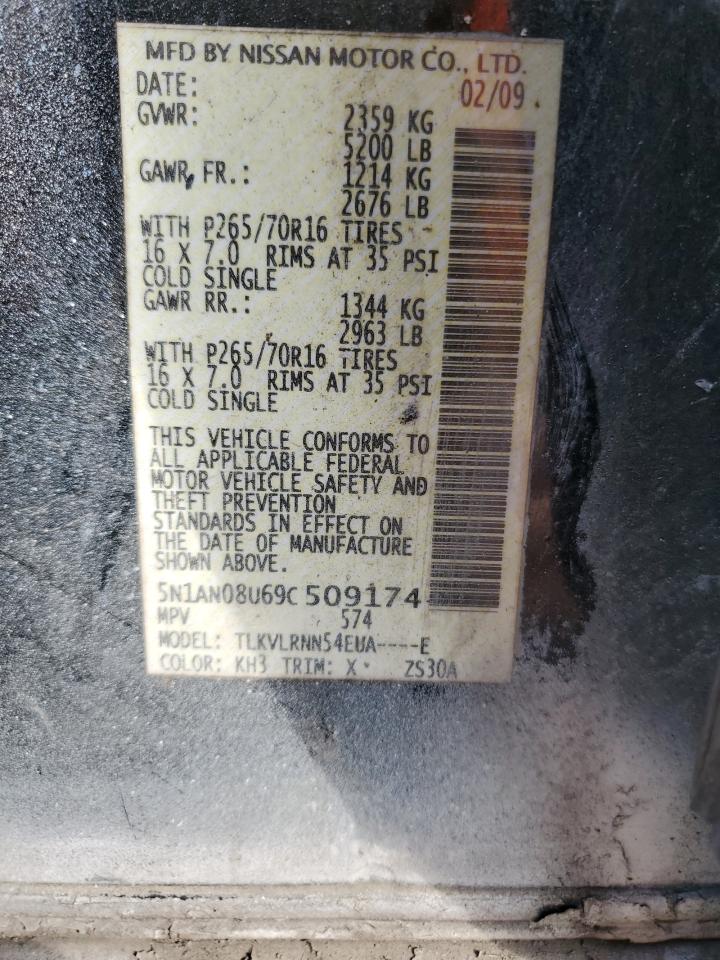 MFD BY NISSAN MOTOR CO., LTD.
DATE: 02/09
GVWR: 2359 KG
5200 LB
GAWR, FR.: 1214 KG
2676 LB
WITH P265/70R16 TIRES
16 X 7.0 RIMS AT 35 PSI
COLD SINGLE
GAWR RR.: 1344 KG
2963 LB
WITH P265/70R16 TIRES
16 X 7.0 RIMS AT 35 PSI
COLD SINGLE
THIS VEHICLE CONFORMS TO
ALL APPLICABLE FEDERAL
MOTOR VEHICLE SAFETY AND
THEFT PREVENTION
STANDARDS IN EFFECT ON
THE DATE OF MANUFACTURE
SHOWN ABOVE.
5N1AN08U69C 509174
MPV 574
MODEL: TLKVLRNN54EUA----E
COLOR: KH3 TRIM: X ZS30A